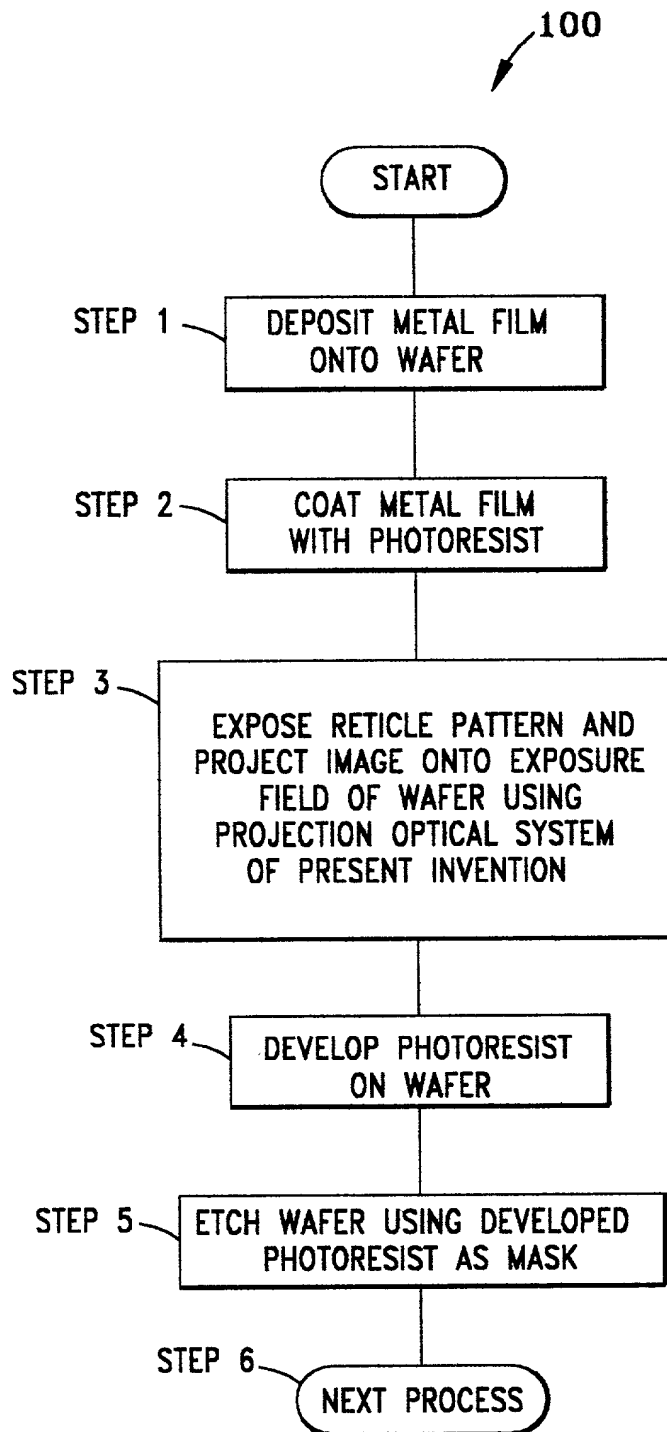 100
START
STEP 1
DEPOSIT METAL FILM
ONTO WAFER
STEP 2
COAT METAL FILM
WITH PHOTORESIST
STEP 3
EXPOSE RETICLE PATTERN AND
PROJECT IMAGE ONTO EXPOSURE
FIELD OF WAFER USING
PROJECTION OPTICAL SYSTEM
OF PRESENT INVENTION
STEP 4
DEVELOP PHOTORESIST
ON WAFER
STEP 5
ETCH WAFER USING DEVELOPED
PHOTORESIST AS MASK
STEP 6
NEXT PROCESS